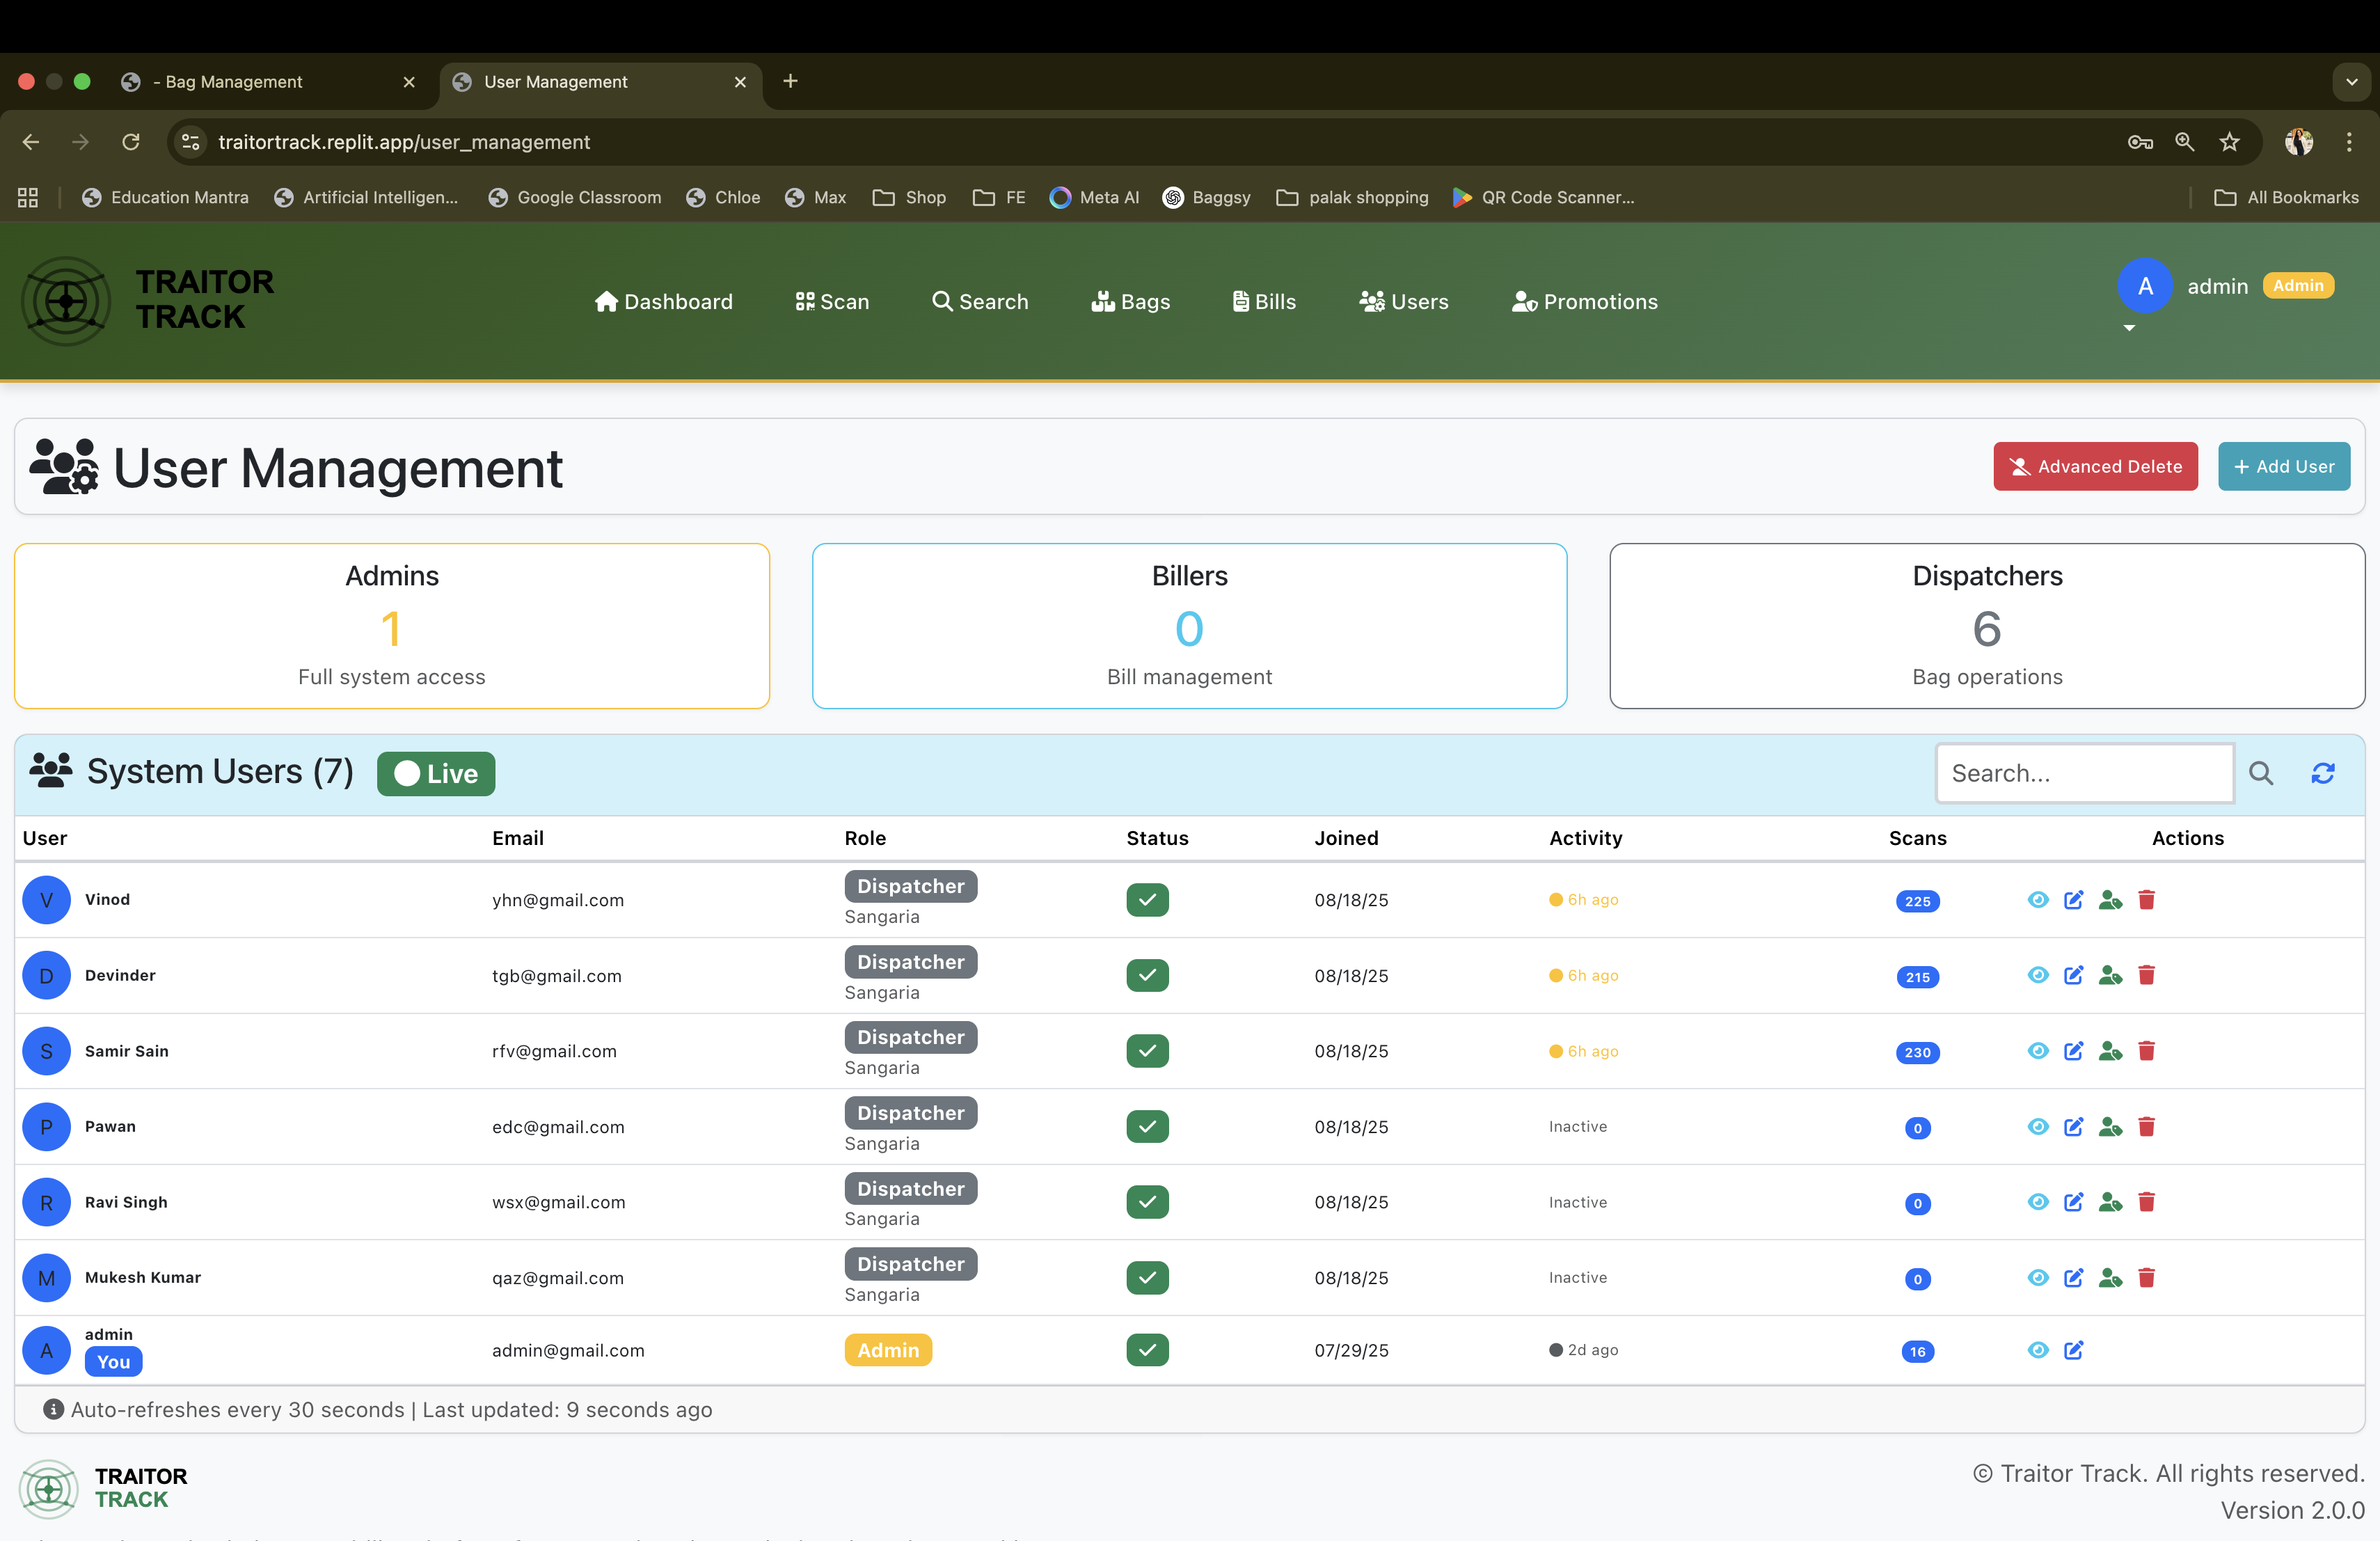 - Bag Management
User Management
traitortrack.replit.app/user_management
Education Mantra
Artificial Intelligen...
Google Classroom
Chloe
Max
Shop
FE
Meta AI
Baggsy
palak shopping
QR Code Scanner...
All Bookmarks
TRAITOR
TRACK
Dashboard
Scan
Search
Bags
Bills
Users
Promotions
A
admin
Admin
User Management
Advanced Delete
+ Add User
Admins
1
Full system access
Billers
0
Bill management
Dispatchers
6
Bag operations
System Users (7)
Live
Search...
User Email Role Status Joined Activity Scans Actions
V Vinod yhn@gmail.com Dispatcher 08/18/25 6h ago 225
Sangaria
D Devinder tgb@gmail.com Dispatcher 08/18/25 6h ago 215
Sangaria
S Samir Sain rfv@gmail.com Dispatcher 08/18/25 6h ago 230
Sangaria
P Pawan edc@gmail.com Dispatcher 08/18/25 Inactive 0
Sangaria
R Ravi Singh wsx@gmail.com Dispatcher 08/18/25 Inactive 0
Sangaria
M Mukesh Kumar qaz@gmail.com Dispatcher 08/18/25 Inactive 0
Sangaria
A admin admin@gmail.com Admin 07/29/25 2d ago 16
You
Auto-refreshes every 30 seconds | Last updated: 9 seconds ago
TRAITOR
TRACK
© Traitor Track. All rights reserved.
Version 2.0.0